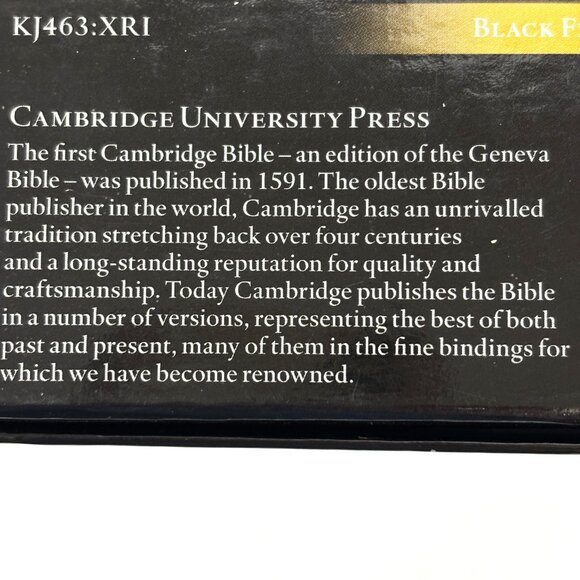 KJ463:XRI
BLACK F
CAMBRIDGE UNIVERSITY PRESS
The first Cambridge Bible – an edition of the Geneva
Bible – was published in 1591. The oldest Bible
publisher in the world, Cambridge has an unrivalled
tradition stretching back over four centuries
and a long-standing reputation for quality and
craftsmanship. Today Cambridge publishes the Bible
in a number of versions, representing the best of both
past and present, many of them in the fine bindings for
which we have become renowned.